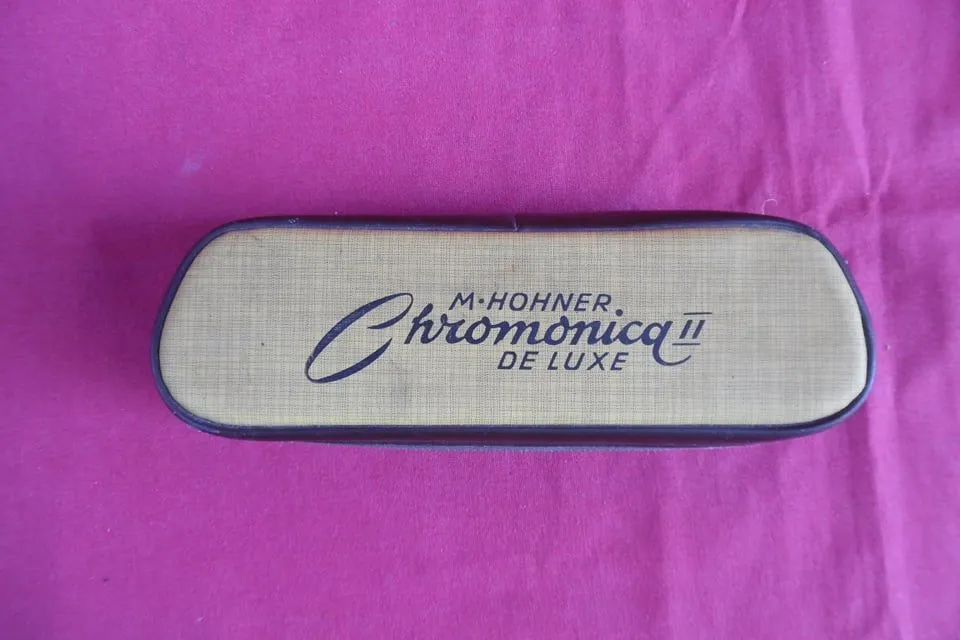 M·HOHNER
Chromonica II
DE LUXE